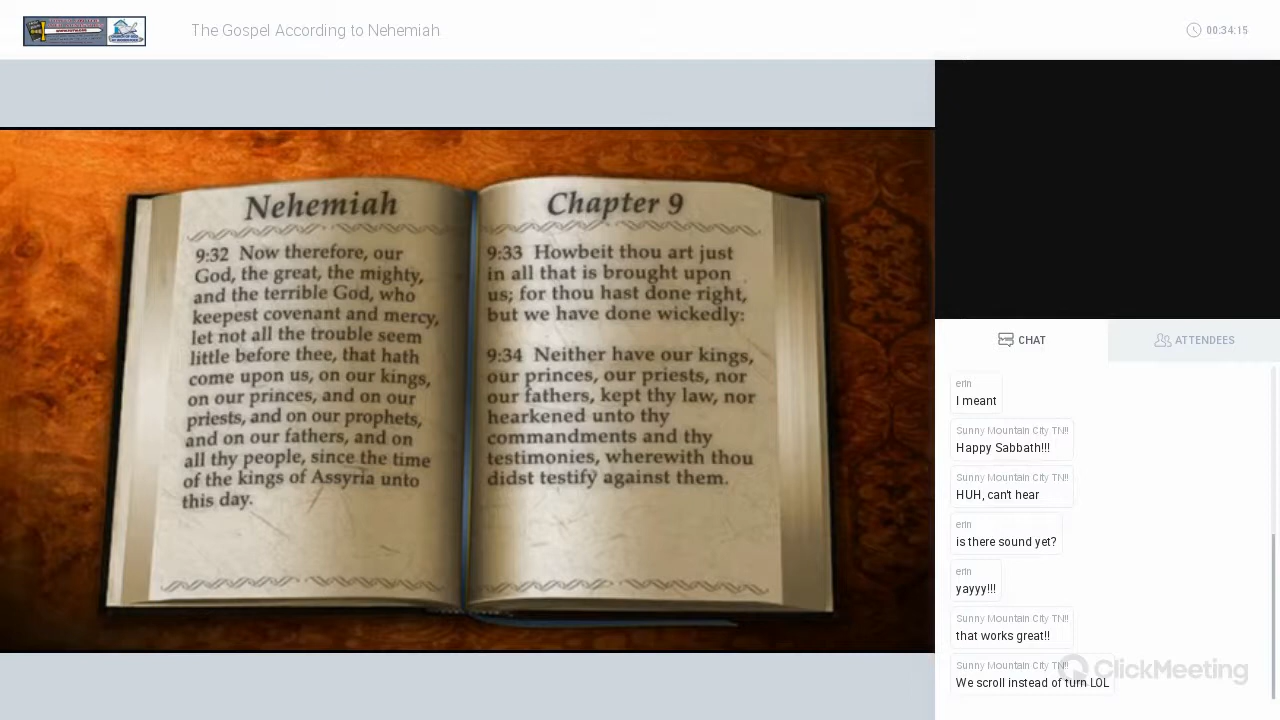 The Gospel According to Nehemiah
00:34:15
Nehemiah
9:32 Now therefore, our
God, the great, the mighty,
and the terrible God, who
keepest covenant and mercy,
let not all the trouble seem
little before thee, that hath
come upon us, on our kings,
on our princes, and on our
priests, and on our prophets,
and on our fathers, and on
all thy people, since the time
of the kings of Assyria unto
this day.
Chapter 9
9:33 Howbeit thou art just
in all that is brought upon
us; for thou hast done right,
but we have done wickedly:
9:34 Neither have our kings,
our princes, our priests, nor
our fathers, kept thy law, nor
hearkened unto thy
commandments and thy
testimonies, wherewith thou
didst testify against them.
CHAT
ATTENDEES
erin
I meant
Sunny Mountain City TN!!
Happy Sabbath!!!
Sunny Mountain City TN!!
HUH, can't hear
erin
is there sound yet?
erin
yayyy!!!
Sunny Mountain City TN!!
that works great!!
Sunny Mountain City TN!!
We scroll instead of turn LOL
ClickMeeting